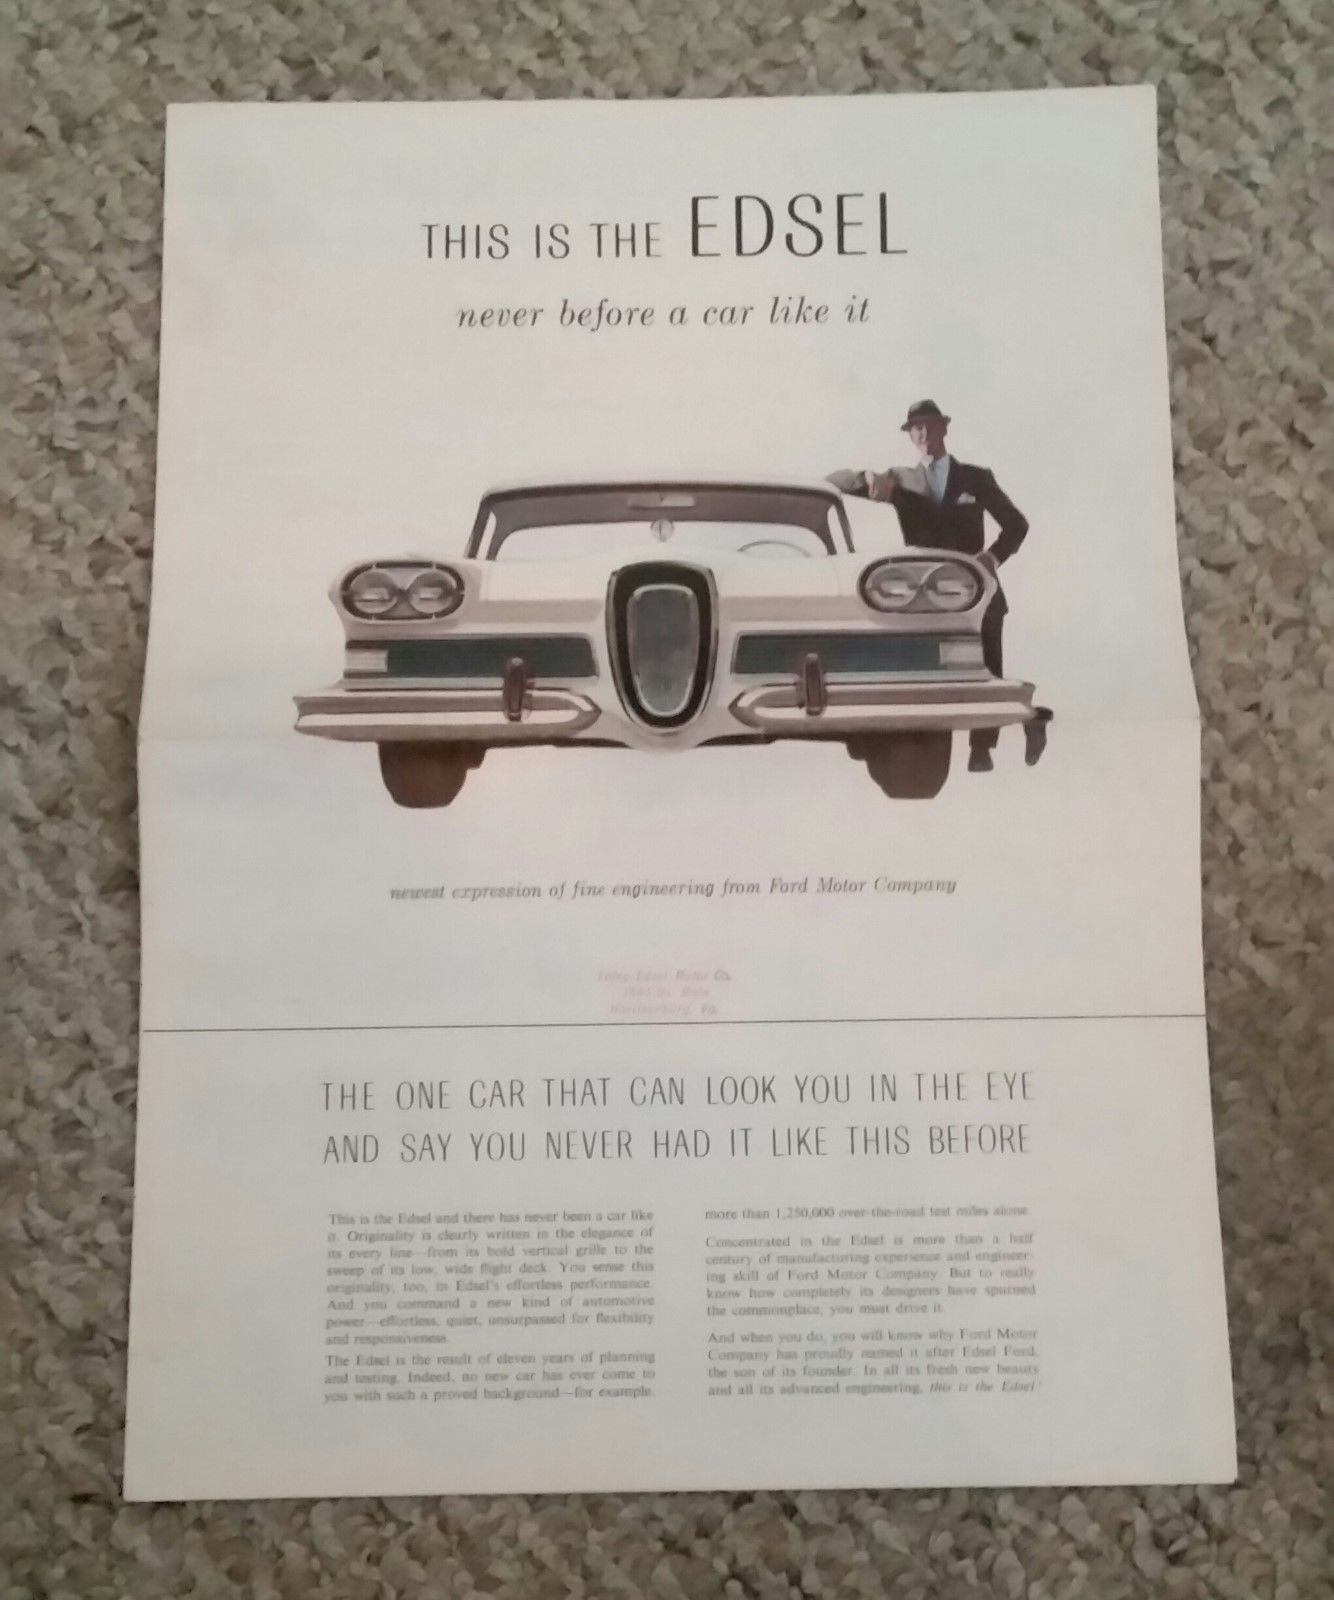 THIS IS THE EDSEL
never before a car like it
newest expression of fine engineering from Ford Motor Company
Edsel Motor Co.
Main
Harrisonburg, Va.
THE ONE CAR THAT CAN LOOK YOU IN THE EYE
AND SAY YOU NEVER HAD IT LIKE THIS BEFORE
This is the Edsel and there has never been a car like
it. Originality is clearly written in the elegance of
its every line—from its bold vertical grille to the
sweep of its low, wide flight deck. You sense this
originality, too, in Edsel's effortless performance.
And you command a new kind of automotive
power—effortless, quiet, unsurpassed for flexibility
and responsiveness.
The Edsel is the result of eleven years of planning
and testing. Indeed, no new car has ever come to
you with such a proved background—for example,
more than 1,250,000 over-the-road test miles alone.
Concentrated in the Edsel is more than a half
century of manufacturing experience and engineer-
ing skill of Ford Motor Company. But to really
know how completely its designers have spurned
the commonplace, you must drive it.
And when you do, you will know why Ford Motor
Company has proudly named it after Edsel Ford,
the son of its founder. In all its fresh new beauty
and all its advanced engineering, this is the Edsel!